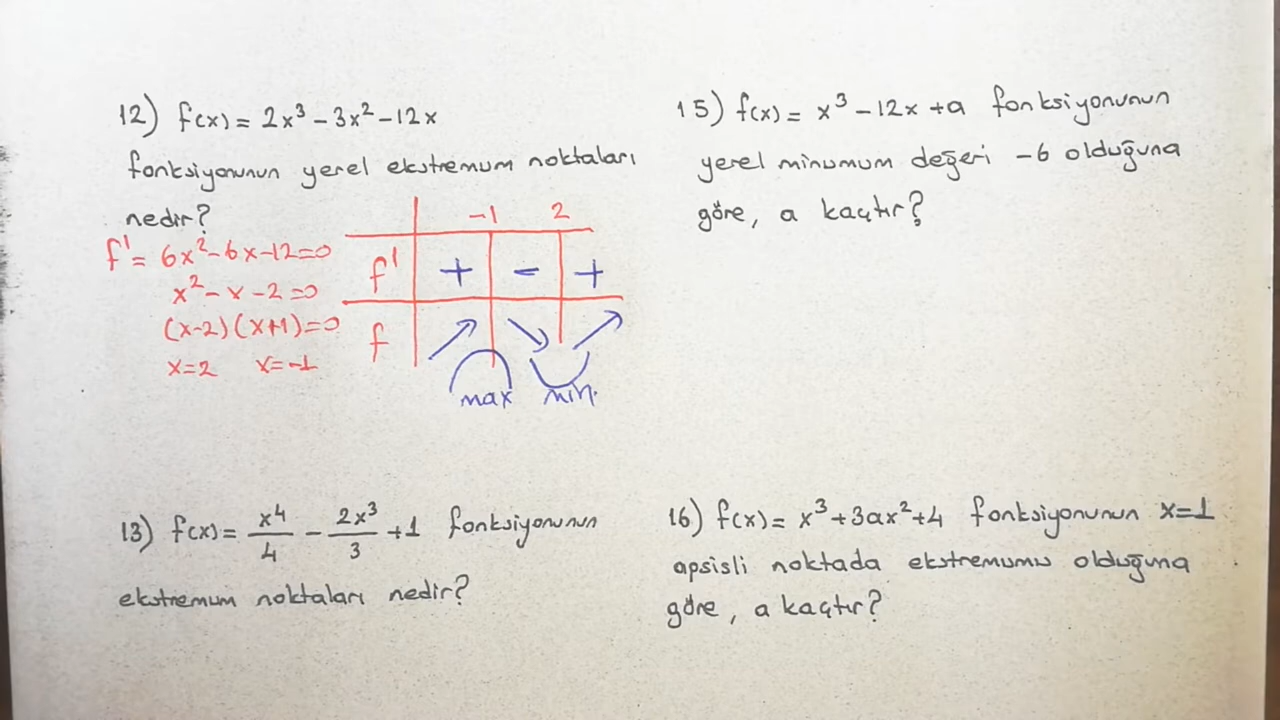 12) f(x) = 2x³ - 3x² - 12x
fonksiyonunun yerel ekstremum noktaları
nedir?
f' = 6x² - 6x - 12 = 0
x² - x - 2 = 0
(x-2)(x+1) = 0
x = 2 x = -1
-1 2
f' + - +
f
max min.
13) f(x) = x⁴/4 - 2x³/3 + 1 fonksiyonunun
ekstremum noktaları nedir?
15) f(x) = x³ - 12x + a fonksiyonunun
yerel minumum değeri -6 olduğuna
göre, a kaçtır?
16) f(x) = x³ + 3ax² + 4 fonksiyonunun x=1
apsisli noktada ekstremumu olduğuna
göre, a kaçtır?